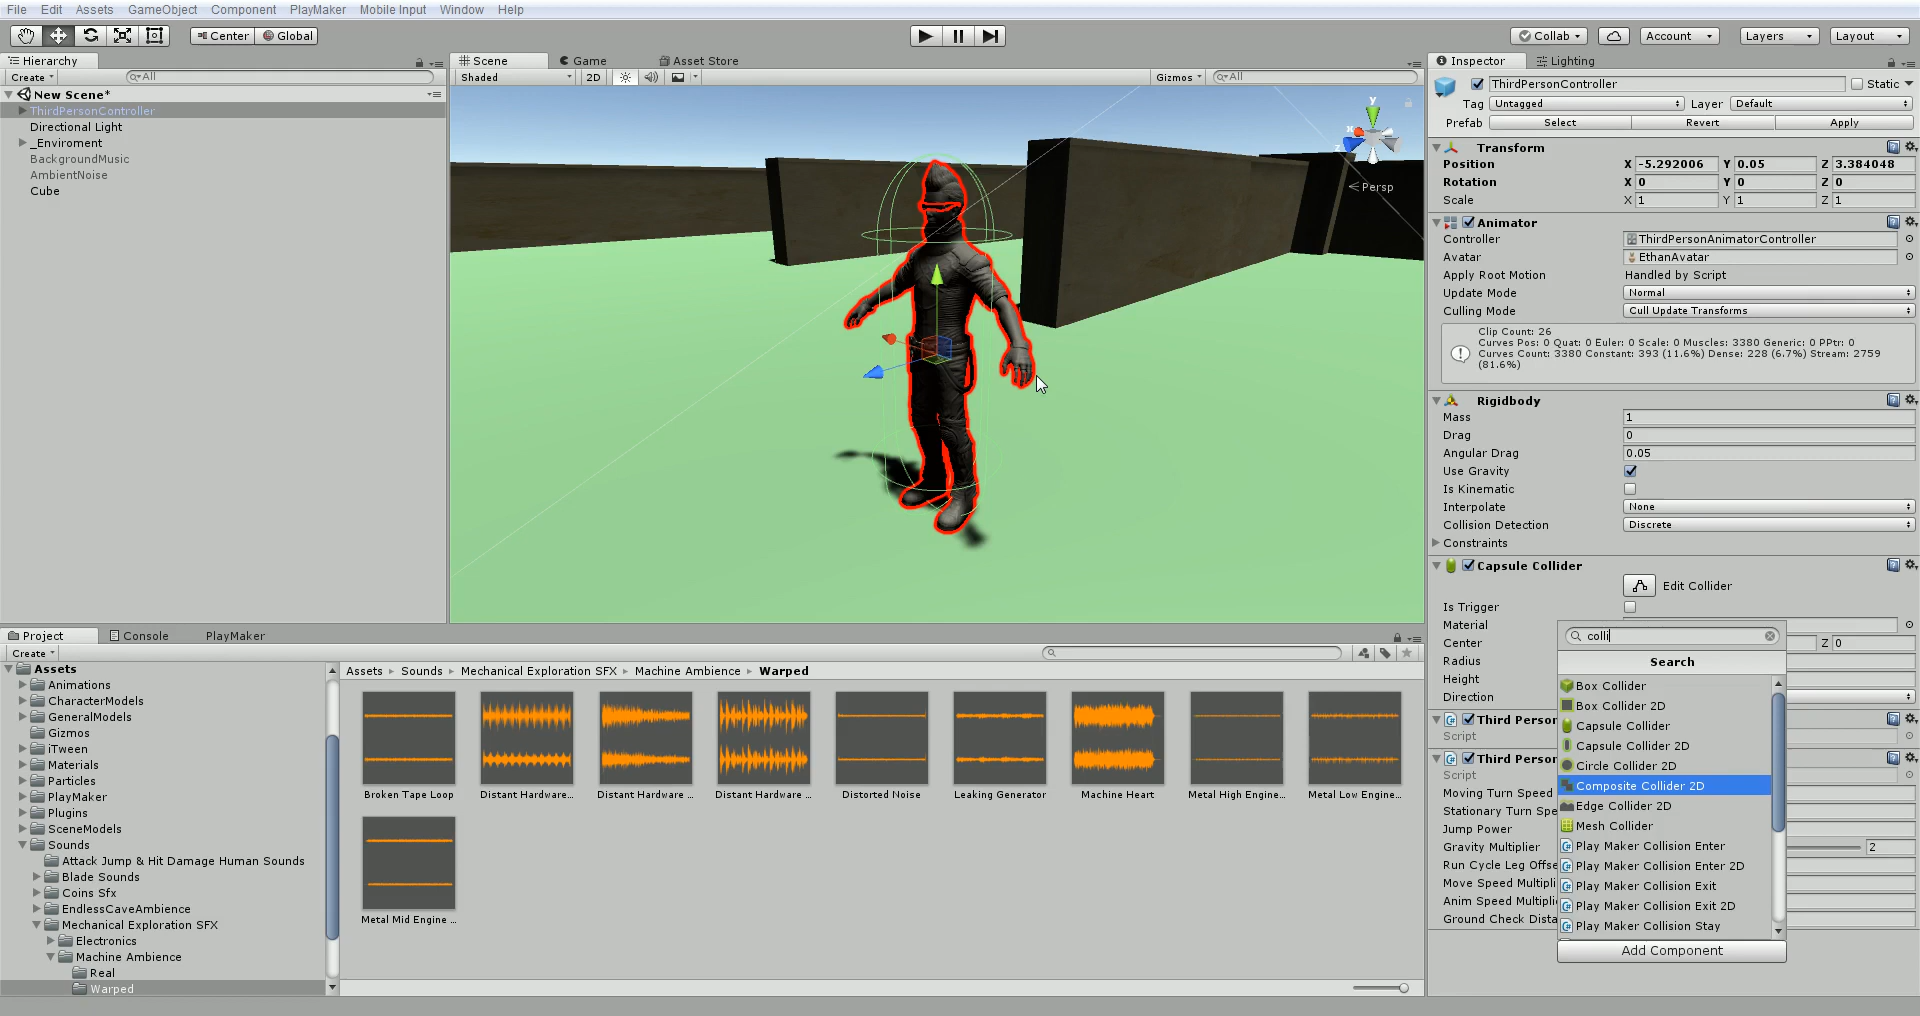 File Edit Assets GameObject Component PlayMaker Mobile Input Window Help
Center Global Collab Account Layers Layout
Hierarchy
Create All
New Scene*
ThirdPersonController
Directional Light
_Enviroment
BackgroundMusic
AmbientNoise
Cube
Scene Game Asset Store
Shaded 2D Gizmos All
y
x
z
Persp
Inspector Lighting
ThirdPersonController Static
Tag Untagged Layer Default
Prefab Select Revert Apply
Transform
Position X -5.292006 Y 0.05 Z 3.384048
Rotation X 0 Y 0 Z 0
Scale X 1 Y 1 Z 1
Animator
Controller ThirdPersonAnimatorController
Avatar EthanAvatar
Apply Root Motion Handled by Script
Update Mode Normal
Culling Mode Cull Update Transforms
Clip Count: 26
Curves Pos: 0 Quat: 0 Euler: 0 Scale: 0 Muscles: 3380 Generic: 0 PPtr: 0
Curves Count: 3380 Constant: 393 (11.6%) Dense: 228 (6.7%) Stream: 2759
(81.6%)
Rigidbody
Mass 1
Drag 0
Angular Drag 0.05
Use Gravity
Is Kinematic
Interpolate None
Collision Detection Discrete
Constraints
Capsule Collider
Edit Collider
Is Trigger
Material
Center Z 0
Radius
Height
Direction
Third Person
Script
Third Person
Script
Moving Turn Speed
Stationary Turn Spe
Jump Power
Gravity Multiplier 2
Run Cycle Leg Offse
Move Speed Multipli
Anim Speed Multipli
Ground Check Dista
colli
Search
Box Collider
Box Collider 2D
Capsule Collider
Capsule Collider 2D
Circle Collider 2D
Composite Collider 2D
Edge Collider 2D
Mesh Collider
Play Maker Collision Enter
Play Maker Collision Enter 2D
Play Maker Collision Exit
Play Maker Collision Exit 2D
Play Maker Collision Stay
Add Component
Project Console PlayMaker
Create
Assets
Animations
CharacterModels
GeneralModels
Gizmos
iTween
Materials
Particles
PlayMaker
Plugins
SceneModels
Sounds
Attack Jump & Hit Damage Human Sounds
Blade Sounds
Coins Sfx
EndlessCaveAmbience
Mechanical Exploration SFX
Electronics
Machine Ambience
Real
Warped
Assets Sounds Mechanical Exploration SFX Machine Ambience Warped
Broken Tape Loop Distant Hardware... Distant Hardware ... Distant Hardware ... Distorted Noise Leaking Generator Machine Heart Metal High Engine... Metal Low Engine...
Metal Mid Engine ...